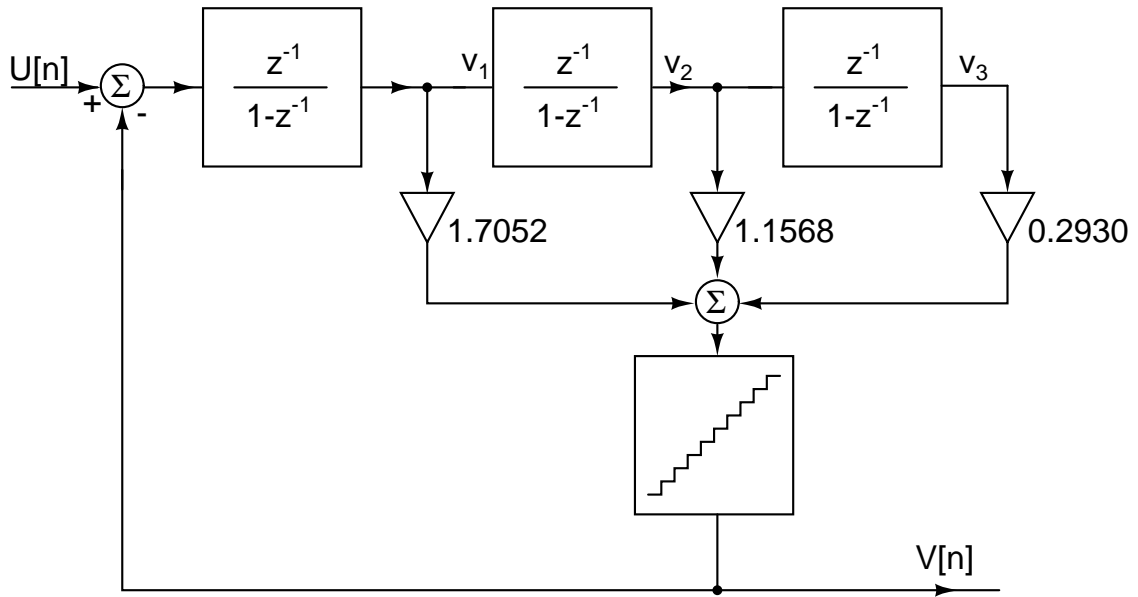 U[n]
+
Σ
-
z⁻¹
1-z⁻¹
v₁
z⁻¹
1-z⁻¹
v₂
z⁻¹
1-z⁻¹
v₃
1.7052
1.1568
0.2930
Σ
V[n]